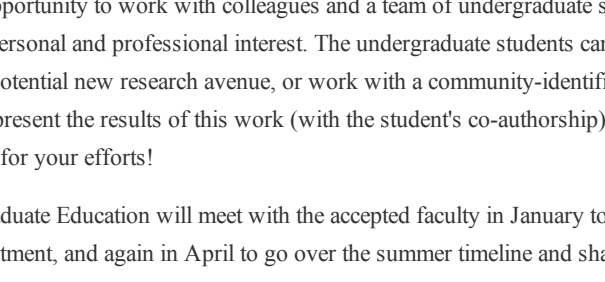 pportunity to work with colleagues and a team of undergraduate s
ersonal and professional interest. The undergraduate students can
otential new research avenue, or work with a community-identifi
present the results of this work (with the student's co-authorship)
for your efforts!
duate Education will meet with the accepted faculty in January to
tment, and again in April to go over the summer timeline and sha